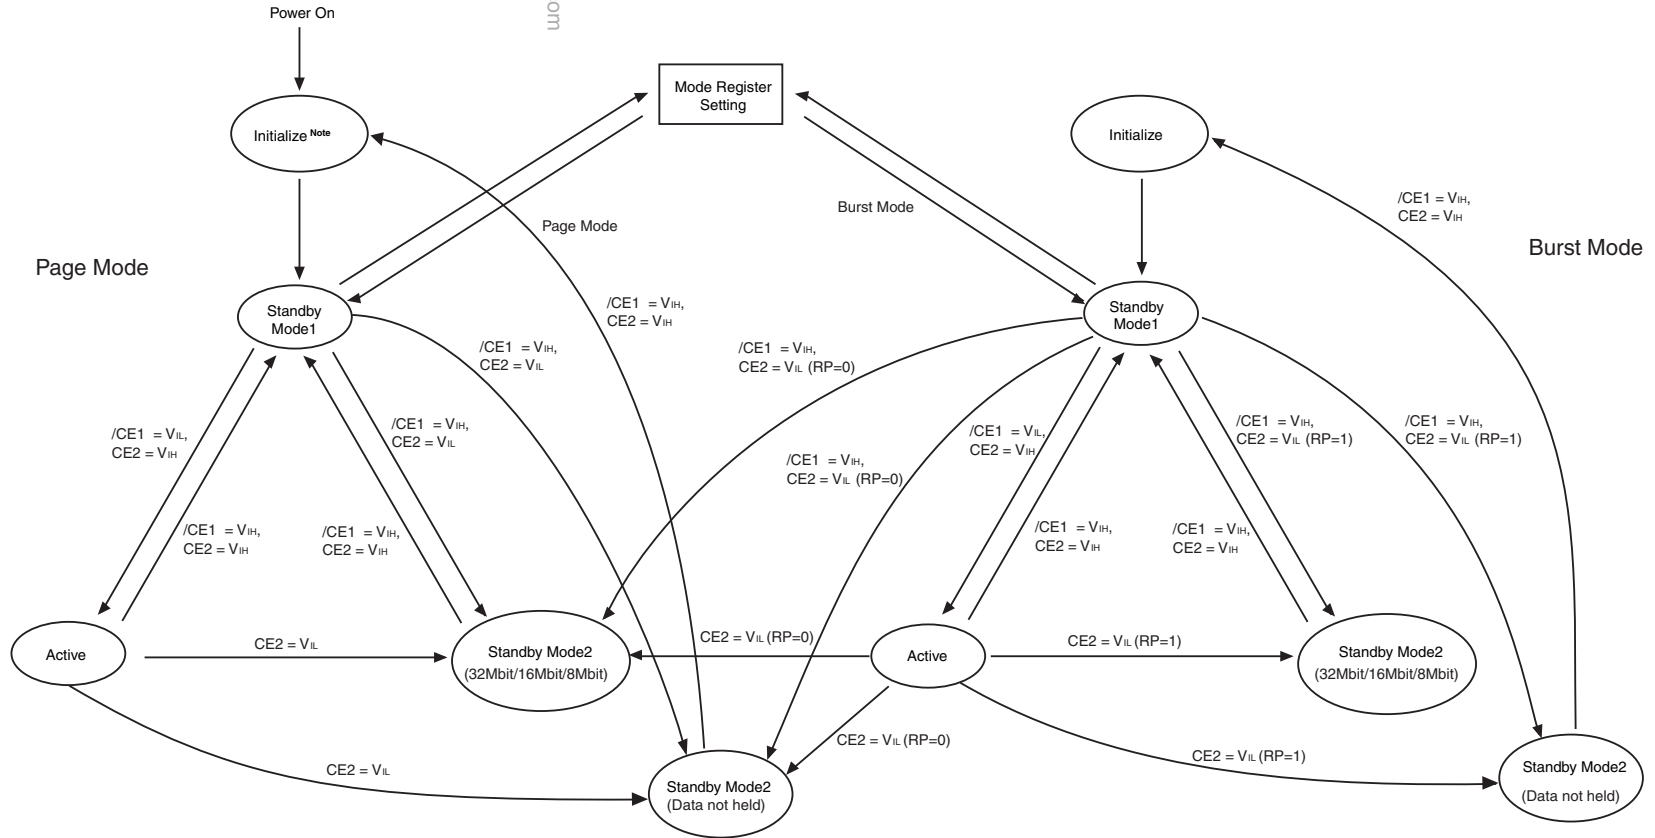 Power On
om
Mode Register
Setting
Initialize Note
Initialize
/CE1 = VIH,
CE2 = VIH
Page Mode
Burst Mode
Page Mode
Burst Mode
Standby
Mode1
Standby
Mode1
/CE1 = VIH,
CE2 = VIH
/CE1 = VIH,
CE2 = VIL
/CE1 = VIH,
CE2 = VIL (RP=0)
/CE1 = VIL,
CE2 = VIH
/CE1 = VIH,
CE2 = VIL
/CE1 = VIH,
CE2 = VIL (RP=0)
/CE1 = VIL,
CE2 = VIH
/CE1 = VIH,
CE2 = VIL (RP=1)
/CE1 = VIH,
CE2 = VIL (RP=1)
/CE1 = VIH,
CE2 = VIH
/CE1 = VIH,
CE2 = VIH
/CE1 = VIH,
CE2 = VIH
/CE1 = VIH,
CE2 = VIH
Active
CE2 = VIL
Standby Mode2
(32Mbit/16Mbit/8Mbit)
CE2 = VIL (RP=0)
Active
CE2 = VIL (RP=1)
Standby Mode2
(32Mbit/16Mbit/8Mbit)
CE2 = VIL
CE2 = VIL (RP=0)
CE2 = VIL (RP=1)
Standby Mode2
(Data not held)
Standby Mode2
(Data not held)